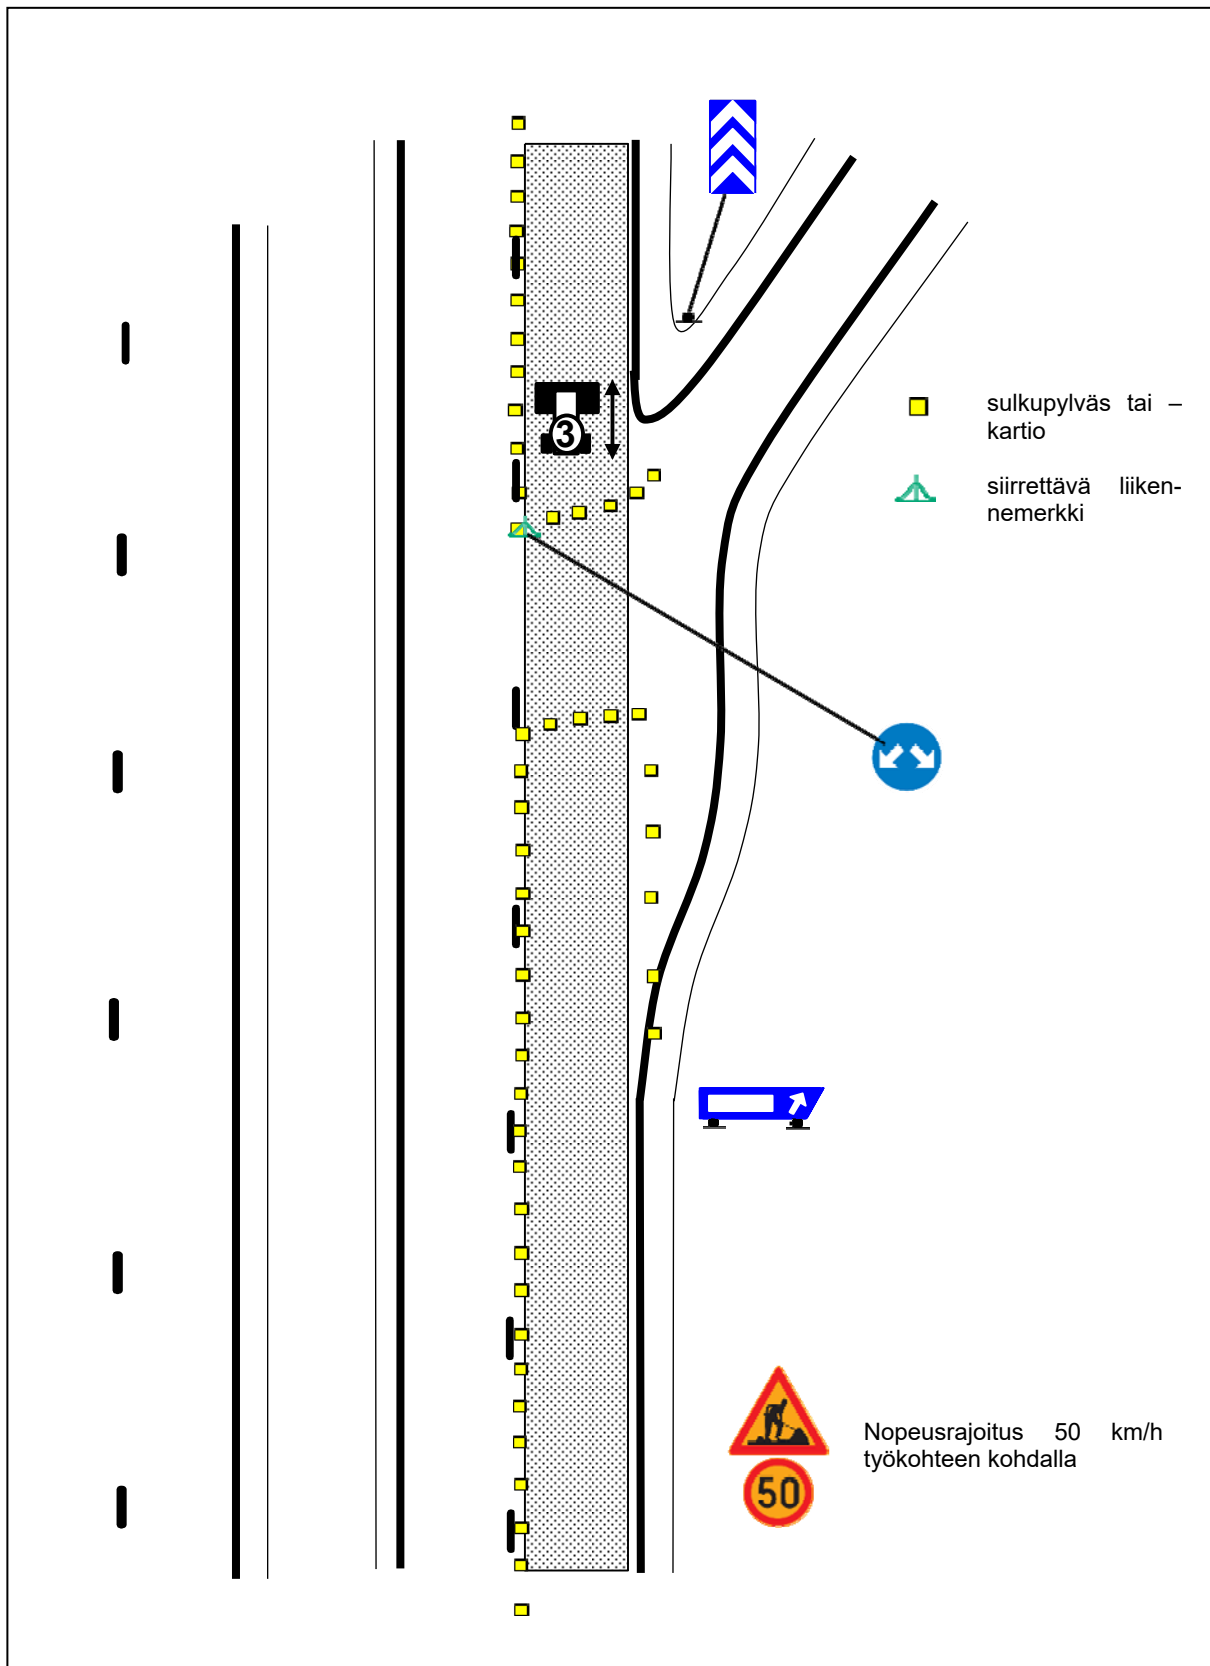 3
sulkupylväs tai –
kartio
siirrettävä liiken-
nemerkki
Nopeusrajoitus 50 km/h
työkohteen kohdalla
50